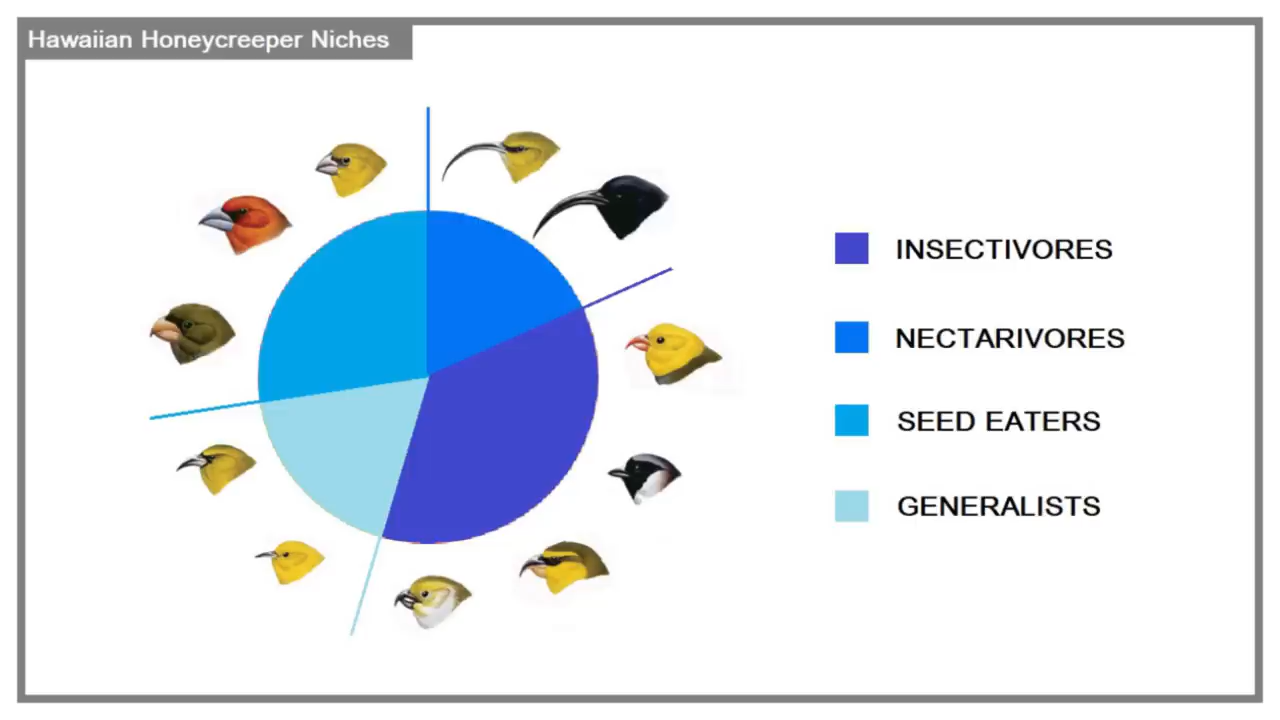 Hawaiian Honeycreeper Niches
INSECTIVORES
NECTARIVORES
SEED EATERS
GENERALISTS